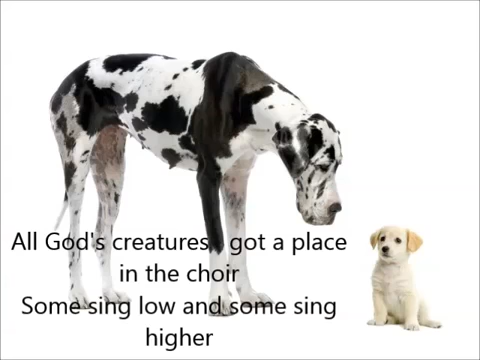 All God's creatures got a place
in the choir
Some sing low and some sing
higher